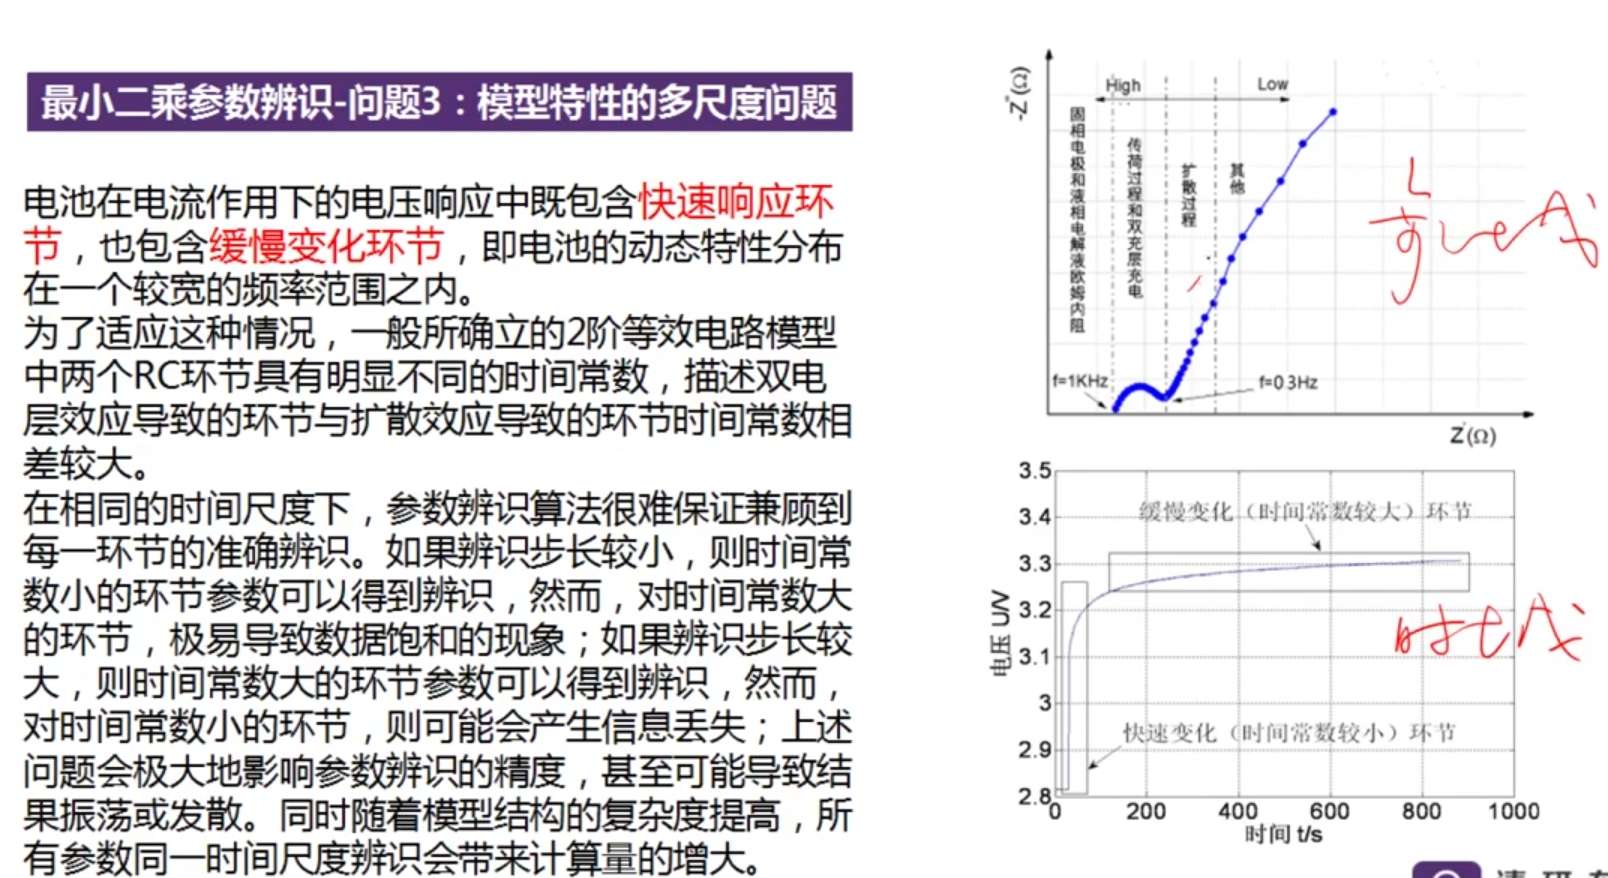 最小二乘参数辨识-问题3：模型特性的多尺度问题
电池在电流作用下的电压响应中既包含快速响应环
节，也包含缓慢变化环节，即电池的动态特性分布
在一个较宽的频率范围之内。
为了适应这种情况，一般所确立的2阶等效电路模型
中两个RC环节具有明显不同的时间常数，描述双电
层效应导致的环节与扩散效应导致的环节时间常数相
差较大。
在相同的时间尺度下，参数辨识算法很难保证兼顾到
每一环节的准确辨识。如果辨识步长较小，则时间常
数小的环节参数可以得到辨识，然而，对时间常数大
的环节，极易导致数据饱和的现象；如果辨识步长较
大，则时间常数大的环节参数可以得到辨识，然而，
对时间常数小的环节，则可能会产生信息丢失；上述
问题会极大地影响参数辨识的精度，甚至可能导致结
果振荡或发散。同时随着模型结构的复杂度提高，所
有参数同一时间尺度辨识会带来计算量的增大。
-Z"(Ω)
High
Low
固相电极和液相电解液欧姆内阻
传荷过程和双充层充电
扩散过程
其他
f=1KHz
f=0.3Hz
Z'(Ω)
3.5
3.4
3.3
3.2
3.1
3
2.9
2.8
电压 U/V
缓慢变化（时间常数较大）环节
快速变化（时间常数较小）环节
0 200 400 600 800 1000
时间 t/s
时域